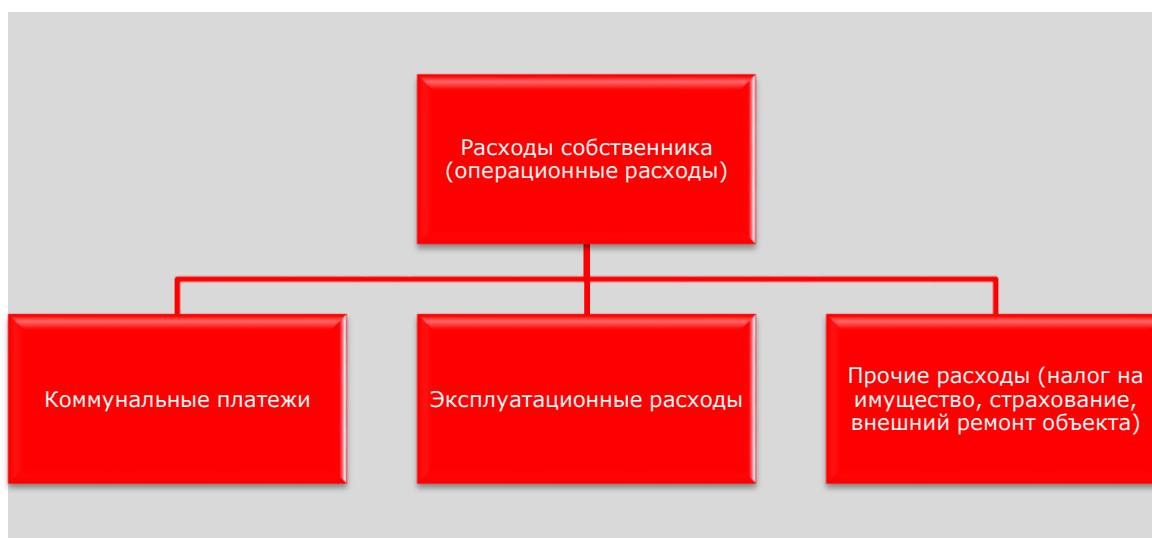 Расходы собственника
(операционные расходы)
Коммунальные платежи
Эксплуатационные расходы
Прочие расходы (налог на
имущество, страхование,
внешний ремонт объекта)